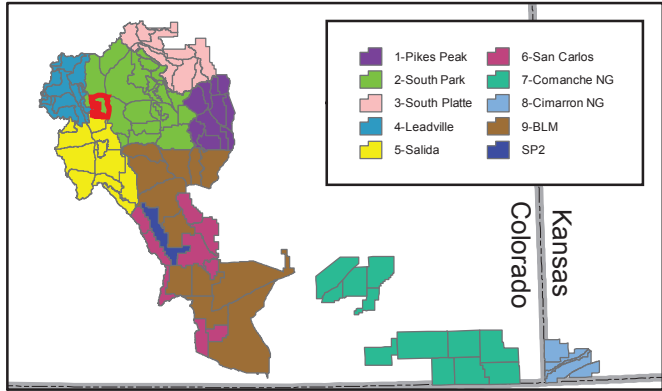 1-Pikes Peak
2-South Park
3-South Platte
4-Leadville
5-Salida
6-San Carlos
7-Comanche NG
8-Cimarron NG
9-BLM
SP2
Kansas
Colorado